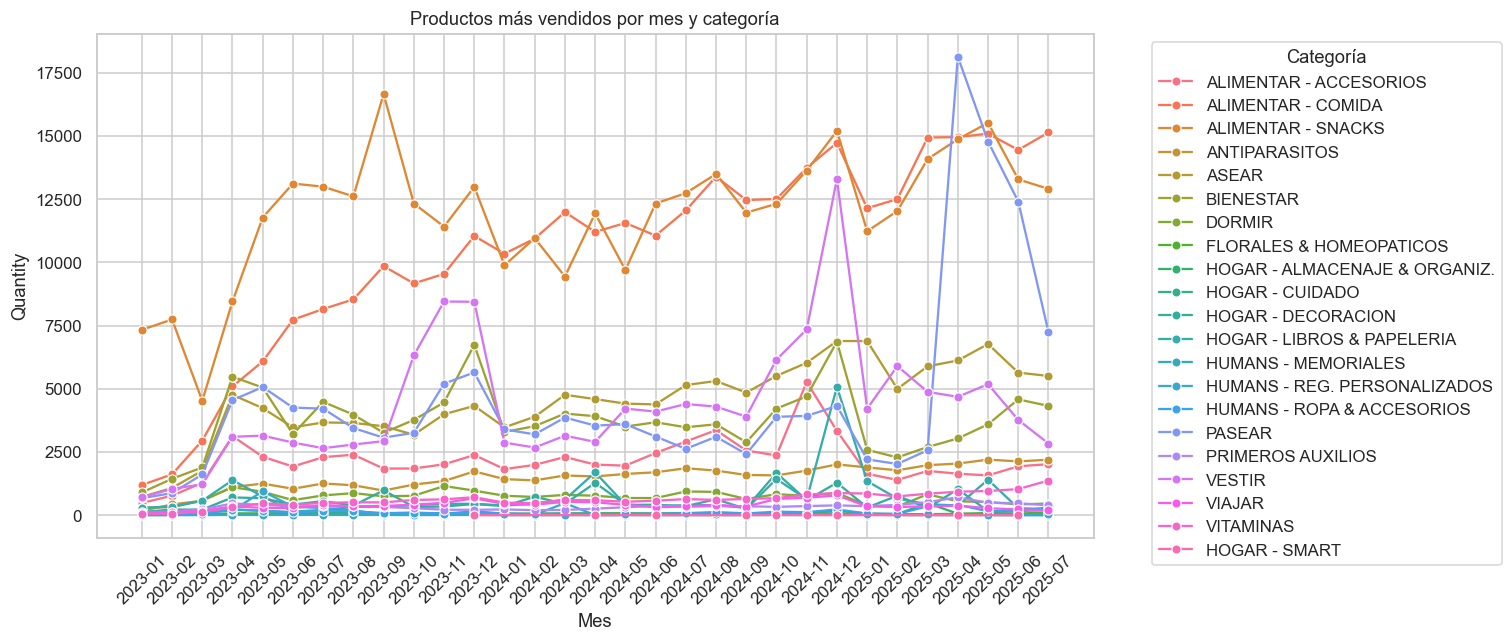 Productos más vendidos por mes y categoría
Quantity
17500
15000
12500
10000
7500
5000
2500
0
2023-01
2023-02
2023-03
2023-04
2023-05
2023-06
2023-07
2023-08
2023-09
2023-10
2023-11
2023-12
2024-01
2024-02
2024-03
2024-04
2024-05
2024-06
2024-07
2024-08
2024-09
2024-10
2024-11
2024-12
2025-01
2025-02
2025-03
2025-04
2025-05
2025-06
2025-07
Mes
Categoría
ALIMENTAR - ACCESORIOS
ALIMENTAR - COMIDA
ALIMENTAR - SNACKS
ANTIPARASITOS
ASEAR
BIENESTAR
DORMIR
FLORALES & HOMEOPATICOS
HOGAR - ALMACENAJE & ORGANIZ.
HOGAR - CUIDADO
HOGAR - DECORACION
HOGAR - LIBROS & PAPELERIA
HUMANS - MEMORIALES
HUMANS - REG. PERSONALIZADOS
HUMANS - ROPA & ACCESORIOS
PASEAR
PRIMEROS AUXILIOS
VESTIR
VIAJAR
VITAMINAS
HOGAR - SMART